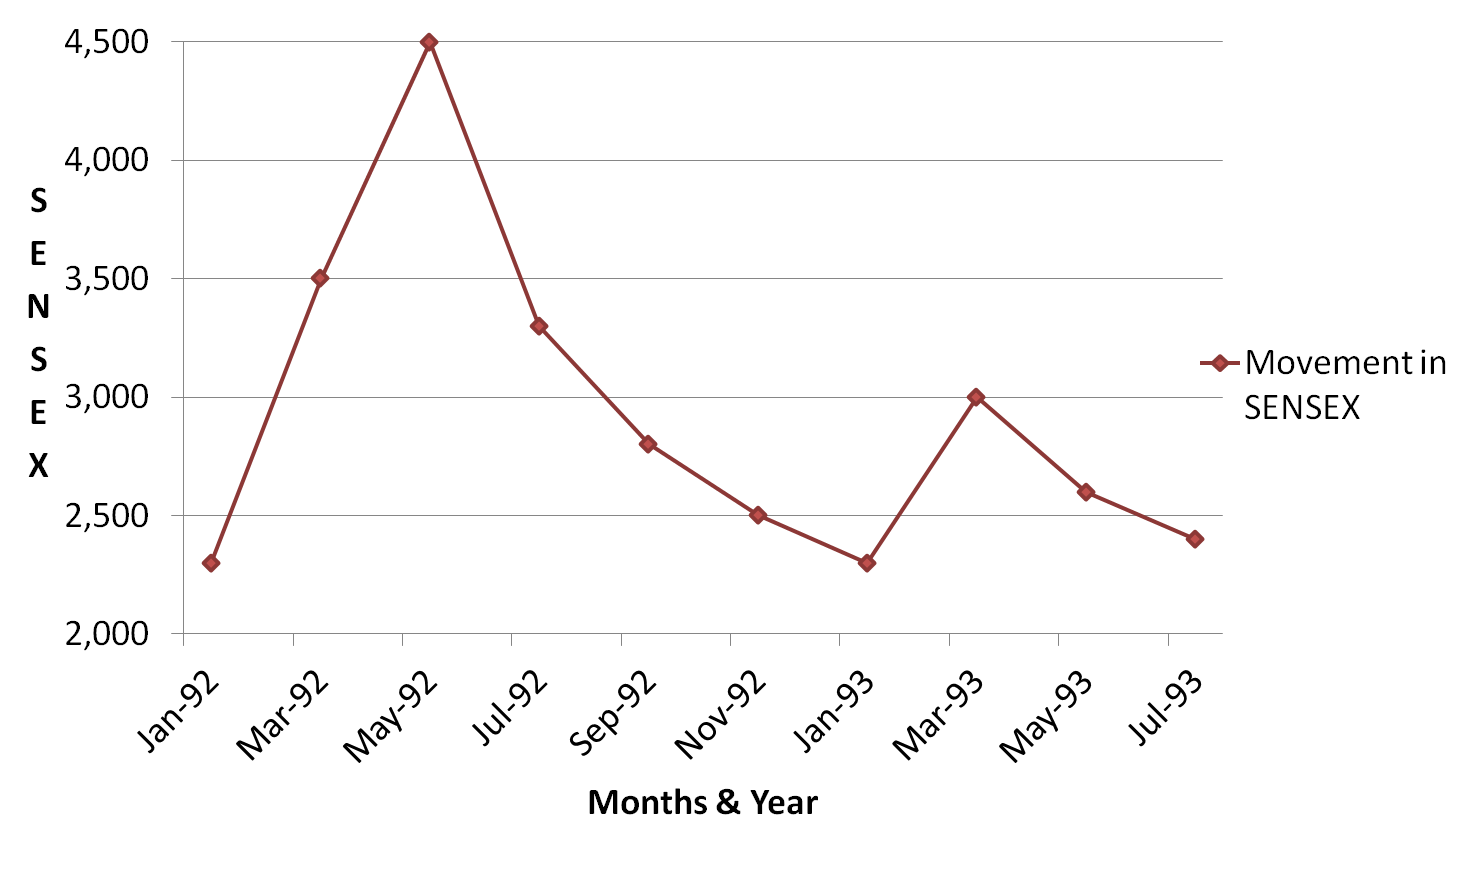 4,500
4,000
3,500
3,000
2,500
2,000
S
E
N
S
E
X
Jan-92
Mar-92
May-92
Jul-92
Sep-92
Nov-92
Jan-93
Mar-93
May-93
Jul-93
Months & Year
Movement in
SENSEX